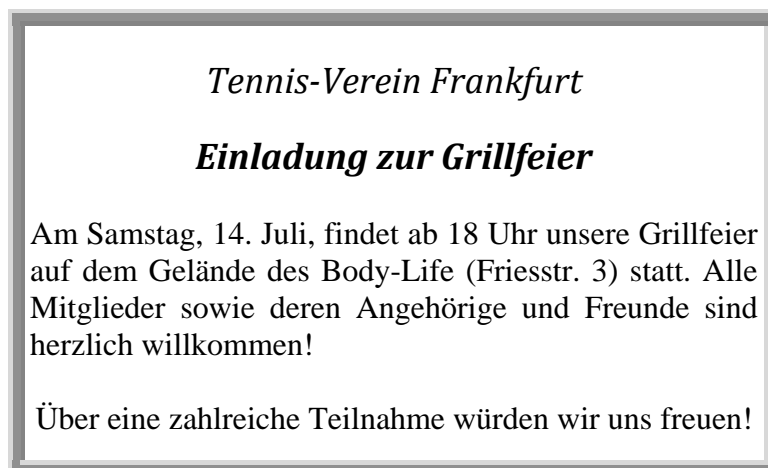 Tennis-Verein Frankfurt
Einladung zur Grillfeier
Am Samstag, 14. Juli, findet ab 18 Uhr unsere Grillfeier
auf dem Gelände des Body-Life (Friesstr. 3) statt. Alle
Mitglieder sowie deren Angehörige und Freunde sind
herzlich willkommen!
Über eine zahlreiche Teilnahme würden wir uns freuen!